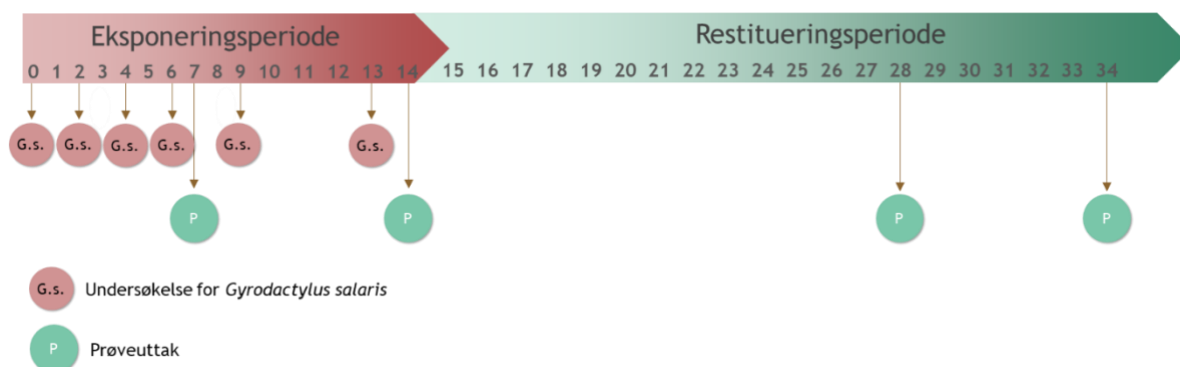 Eksponeringsperiode Restitueringsperiode
0 1 2 3 4 5 6 7 8 9 10 11 12 13 14 15 16 17 18 19 20 21 22 23 24 25 26 27 28 29 30 31 32 33 34
G.s. G.s. G.s. G.s. G.s. G.s.
P P P P
G.s. Undersøkelse for Gyrodactylus salaris
P Prøveuttak